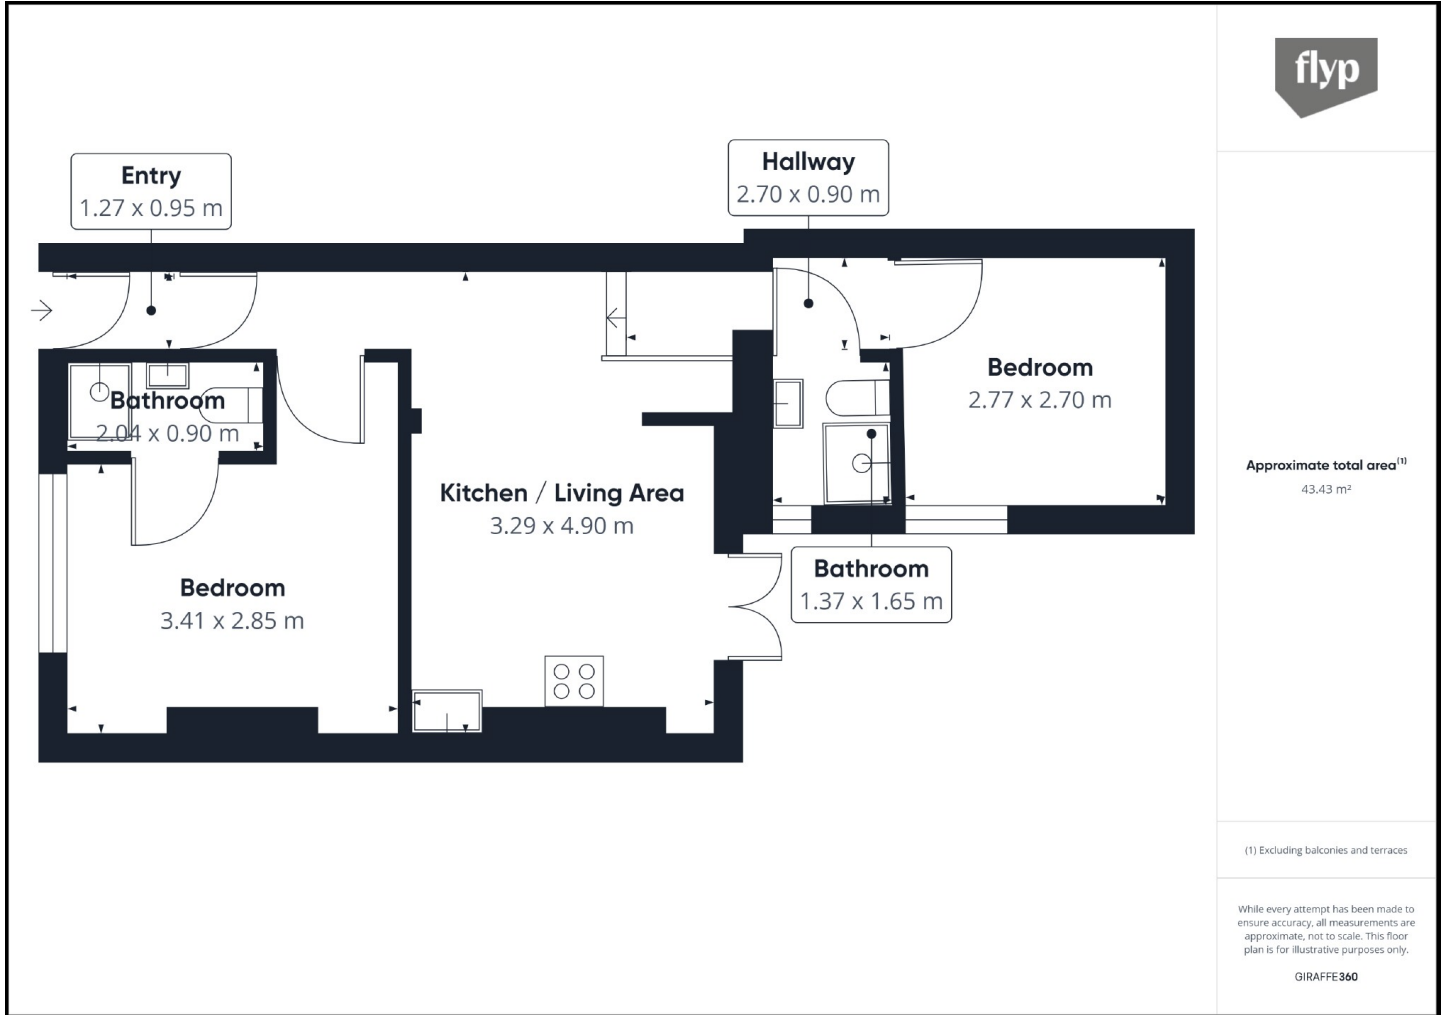 flyp
Entry
1.27 x 0.95 m
Hallway
2.70 x 0.90 m
Bathroom
2.04 x 0.90 m
Bedroom
2.77 x 2.70 m
Kitchen / Living Area
3.29 x 4.90 m
Bedroom
3.41 x 2.85 m
Bathroom
1.37 x 1.65 m
Approximate total area(1)
43.43 m²
(1) Excluding balconies and terraces
While every attempt has been made to
ensure accuracy, all measurements are
approximate, not to scale. This floor
plan is for illustrative purposes only.
GIRAFFE360